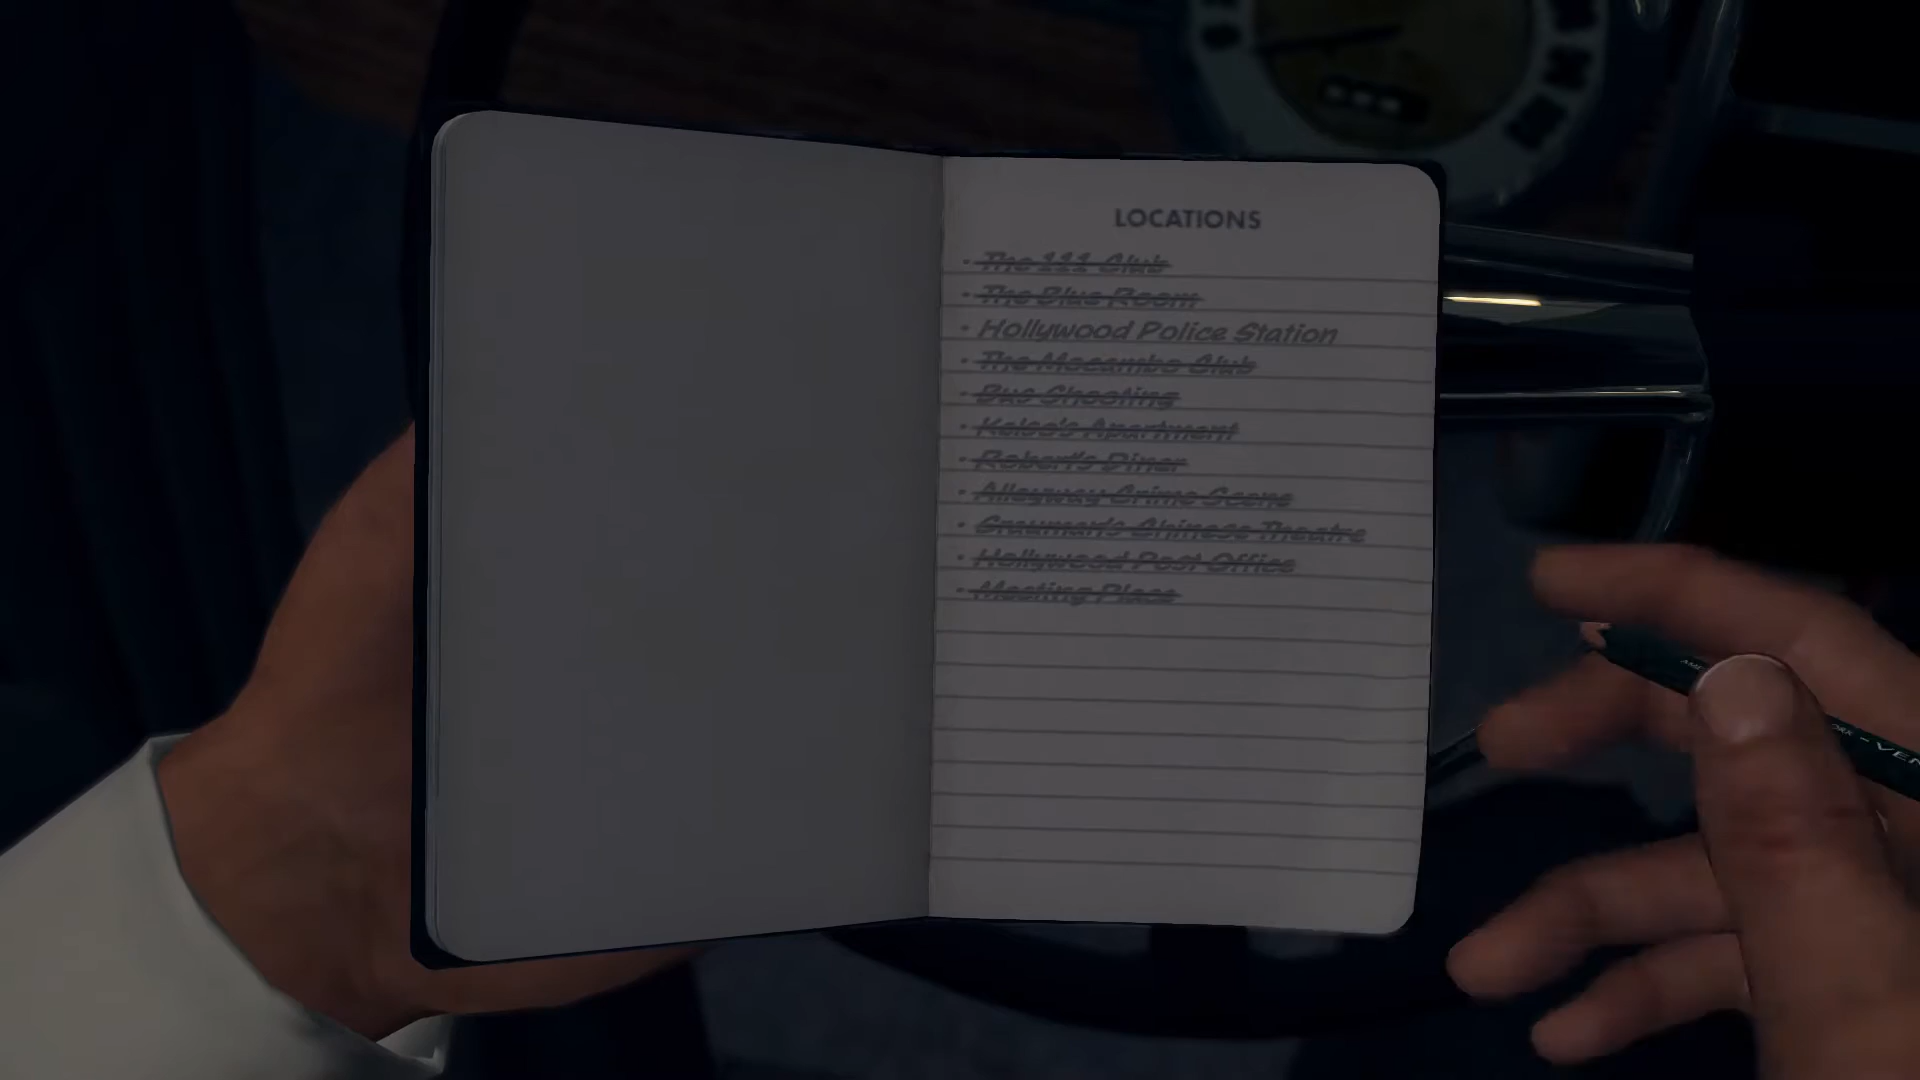 LOCATIONS
• The 111 Club
• The Blue Room
• Hollywood Police Station
• The Mocambo Club
• Bus Shooting
• Kelso's Apartment
• Robert's Diner
• Alleyway Crime Scene
• Grauman's Chinese Theatre
• Hollywood Post Office
• Meeting Place